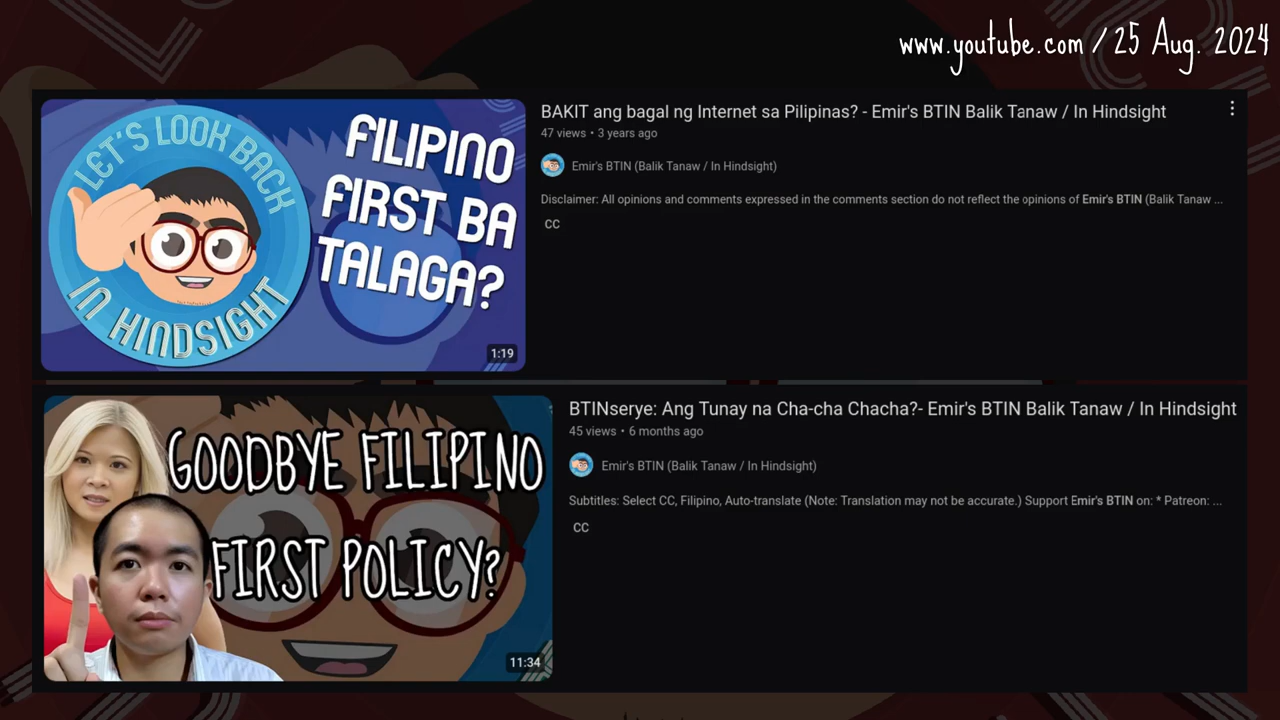 www.youtube.com / 25 Aug. 2024
LET'S LOOK BACK
IN HINDSIGHT
FILIPINO
FIRST BA
TALAGA?
1:19
BAKIT ang bagal ng Internet sa Pilipinas? - Emir's BTIN Balik Tanaw / In Hindsight
47 views • 3 years ago
Emir's BTIN (Balik Tanaw / In Hindsight)
Disclaimer: All opinions and comments expressed in the comments section do not reflect the opinions of Emir's BTIN (Balik Tanaw ...
CC
GOODBYE FILIPINO
FIRST POLICY?
11:34
BTINserye: Ang Tunay na Cha-cha Chacha?- Emir's BTIN Balik Tanaw / In Hindsight
45 views • 6 months ago
Emir's BTIN (Balik Tanaw / In Hindsight)
Subtitles: Select CC, Filipino, Auto-translate (Note: Translation may not be accurate.) Support Emir's BTIN on: * Patreon: ...
CC